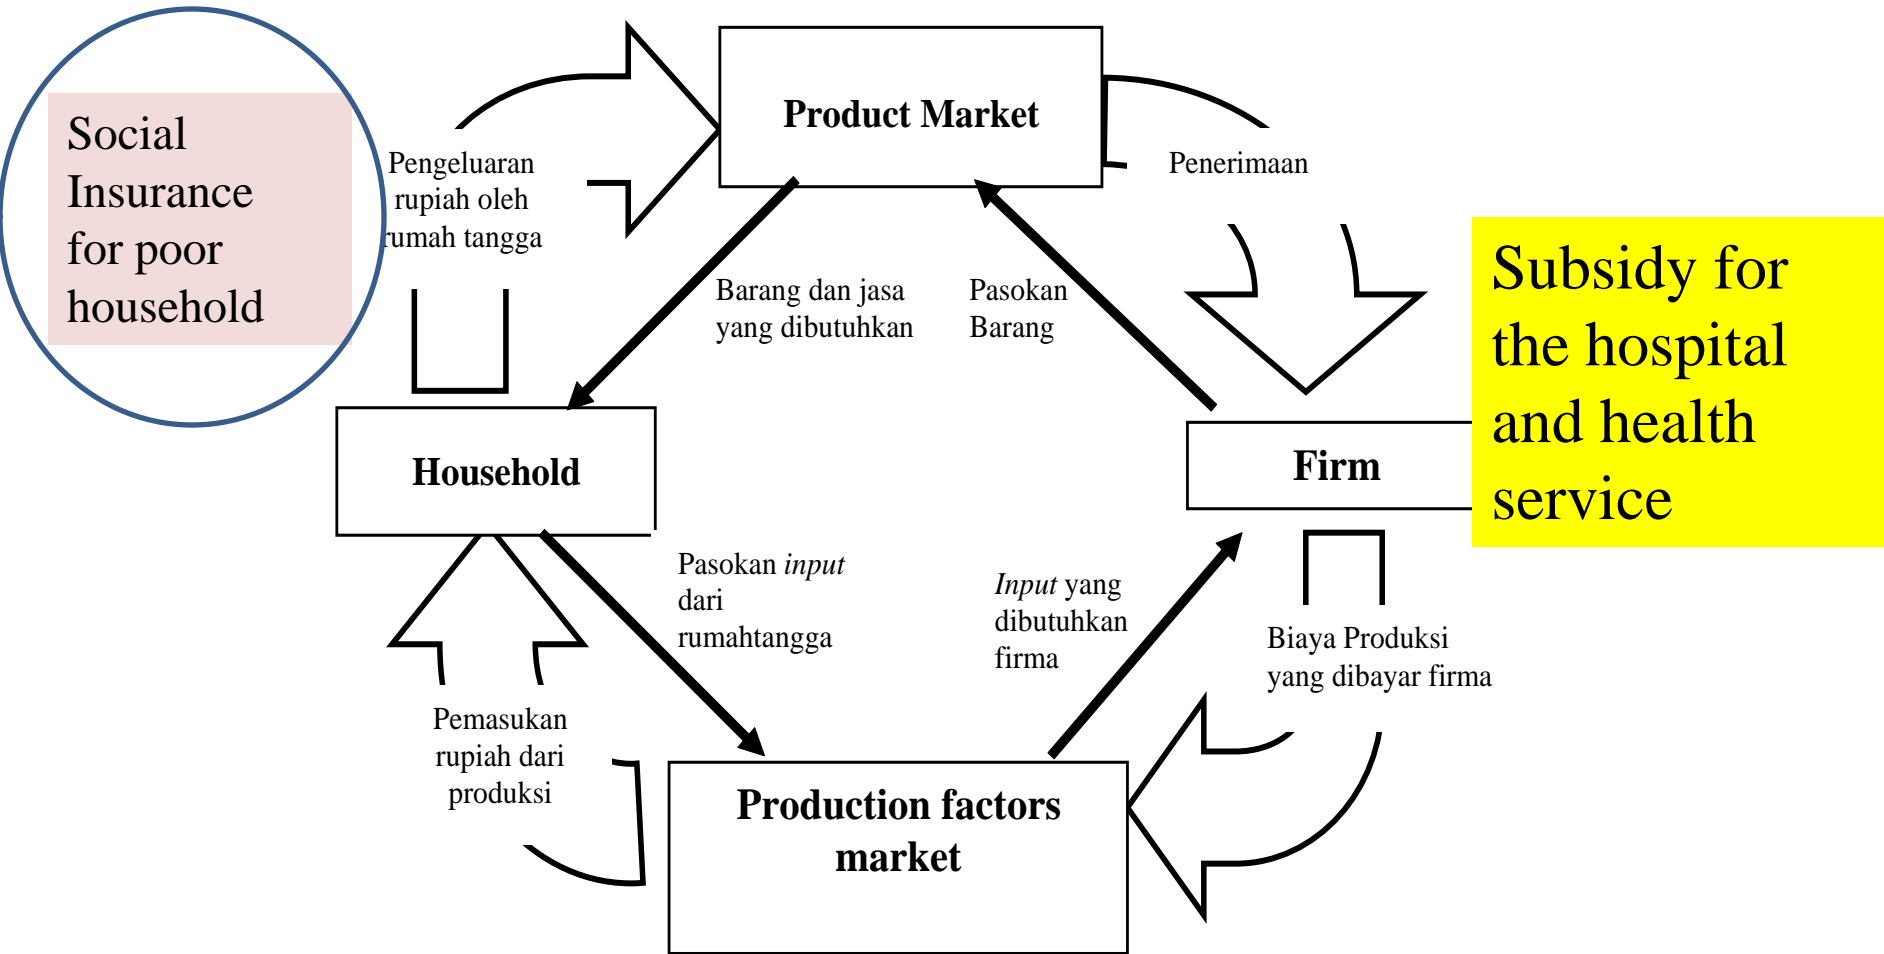 Social
Insurance
for poor
household
Pengeluaran
rupiah oleh
rumah tangga
Product Market
Penerimaan
Barang dan jasa
yang dibutuhkan
Pasokan
Barang
Subsidy for
the hospital
and health
service
Household
Firm
Pasokan input
dari
rumahtangga
Input yang
dibutuhkan
firma
Biaya Produksi
yang dibayar firma
Pemasukan
rupiah dari
produksi
Production factors
market